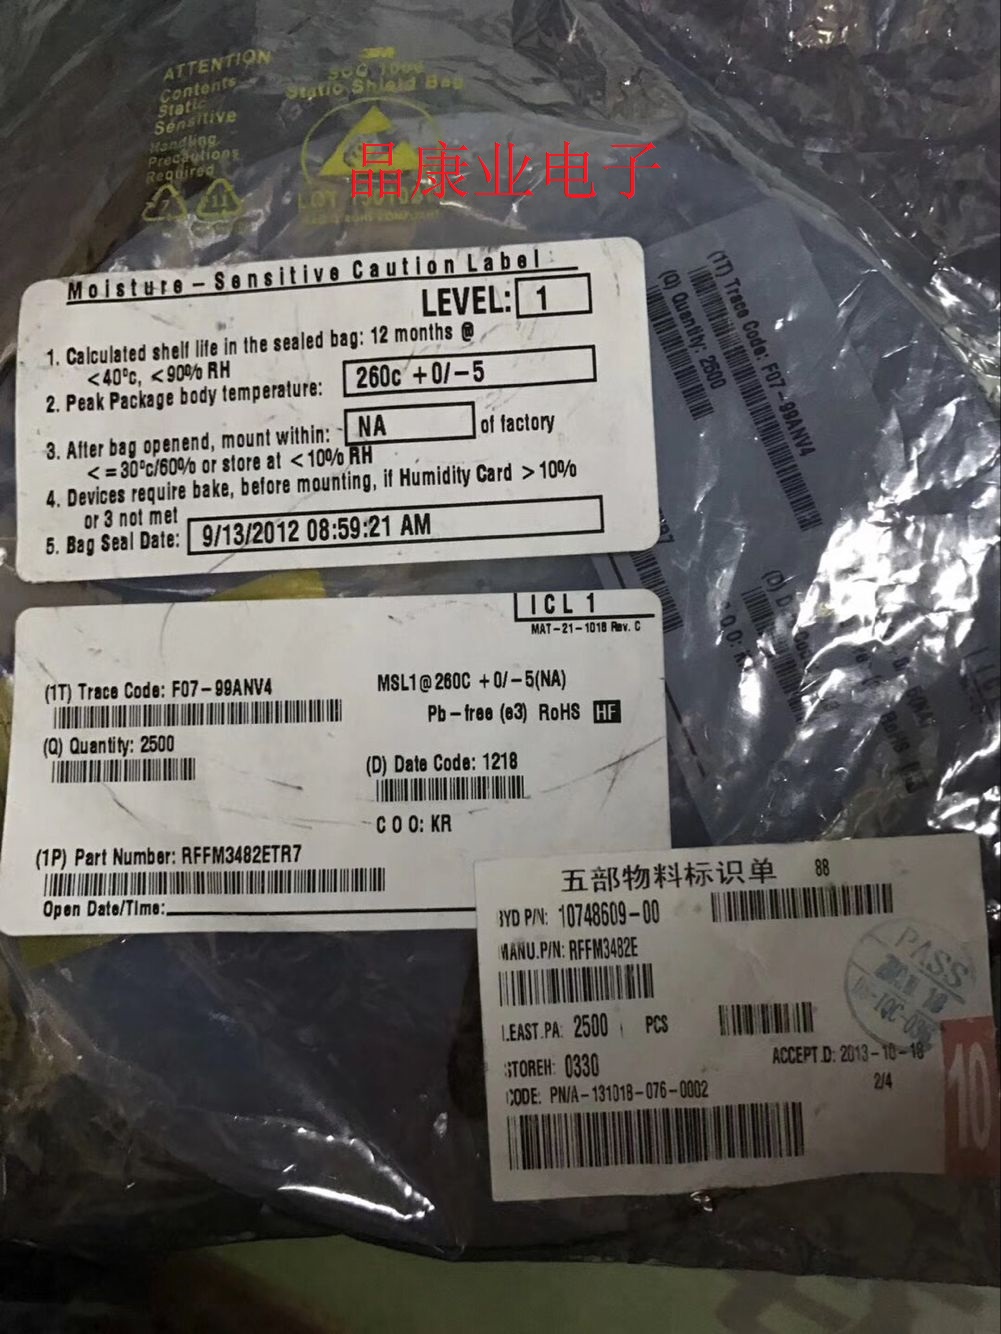 ATTENTION
Contents
Static
Sensitive
Handling
Precautions
Required
3M
Static Shield Bag
晶康业电子
Moisture-Sensitive Caution Label
LEVEL: 1
1. Calculated shelf life in the sealed bag: 12 months @
<40°c, <90% RH
2. Peak Package body temperature: 260c +0/-5
3. After bag openend, mount within: NA of factory
<=30°c/60% or store at <10% RH
4. Devices require bake, before mounting, if Humidity Card >10%
or 3 not met
5. Bag Seal Date: 9/13/2012 08:59:21 AM
(1T) Trace Code: F07-99ANV4
(Q) Quantity: 2500
ICL 1
MAT-21-1018 Rev. C
(1T) Trace Code: F07-99ANV4
MSL1@260C +0/-5(NA)
Pb-free (e3) RoHS HF
(Q) Quantity: 2500
(D) Date Code: 1218
C O O: KR
(1P) Part Number: RFFM3482ETR7
Open Date/Time:
五部物料标识单 88
BYD P/N: 10748609-00
MANU.P/N: RFFM3482E
LEAST.PA: 2500 PCS
STOREH: 0330
ACCEPT.D: 2013-10-18
2/4
CODE: PN/A-131018-076-0002
PASS
10